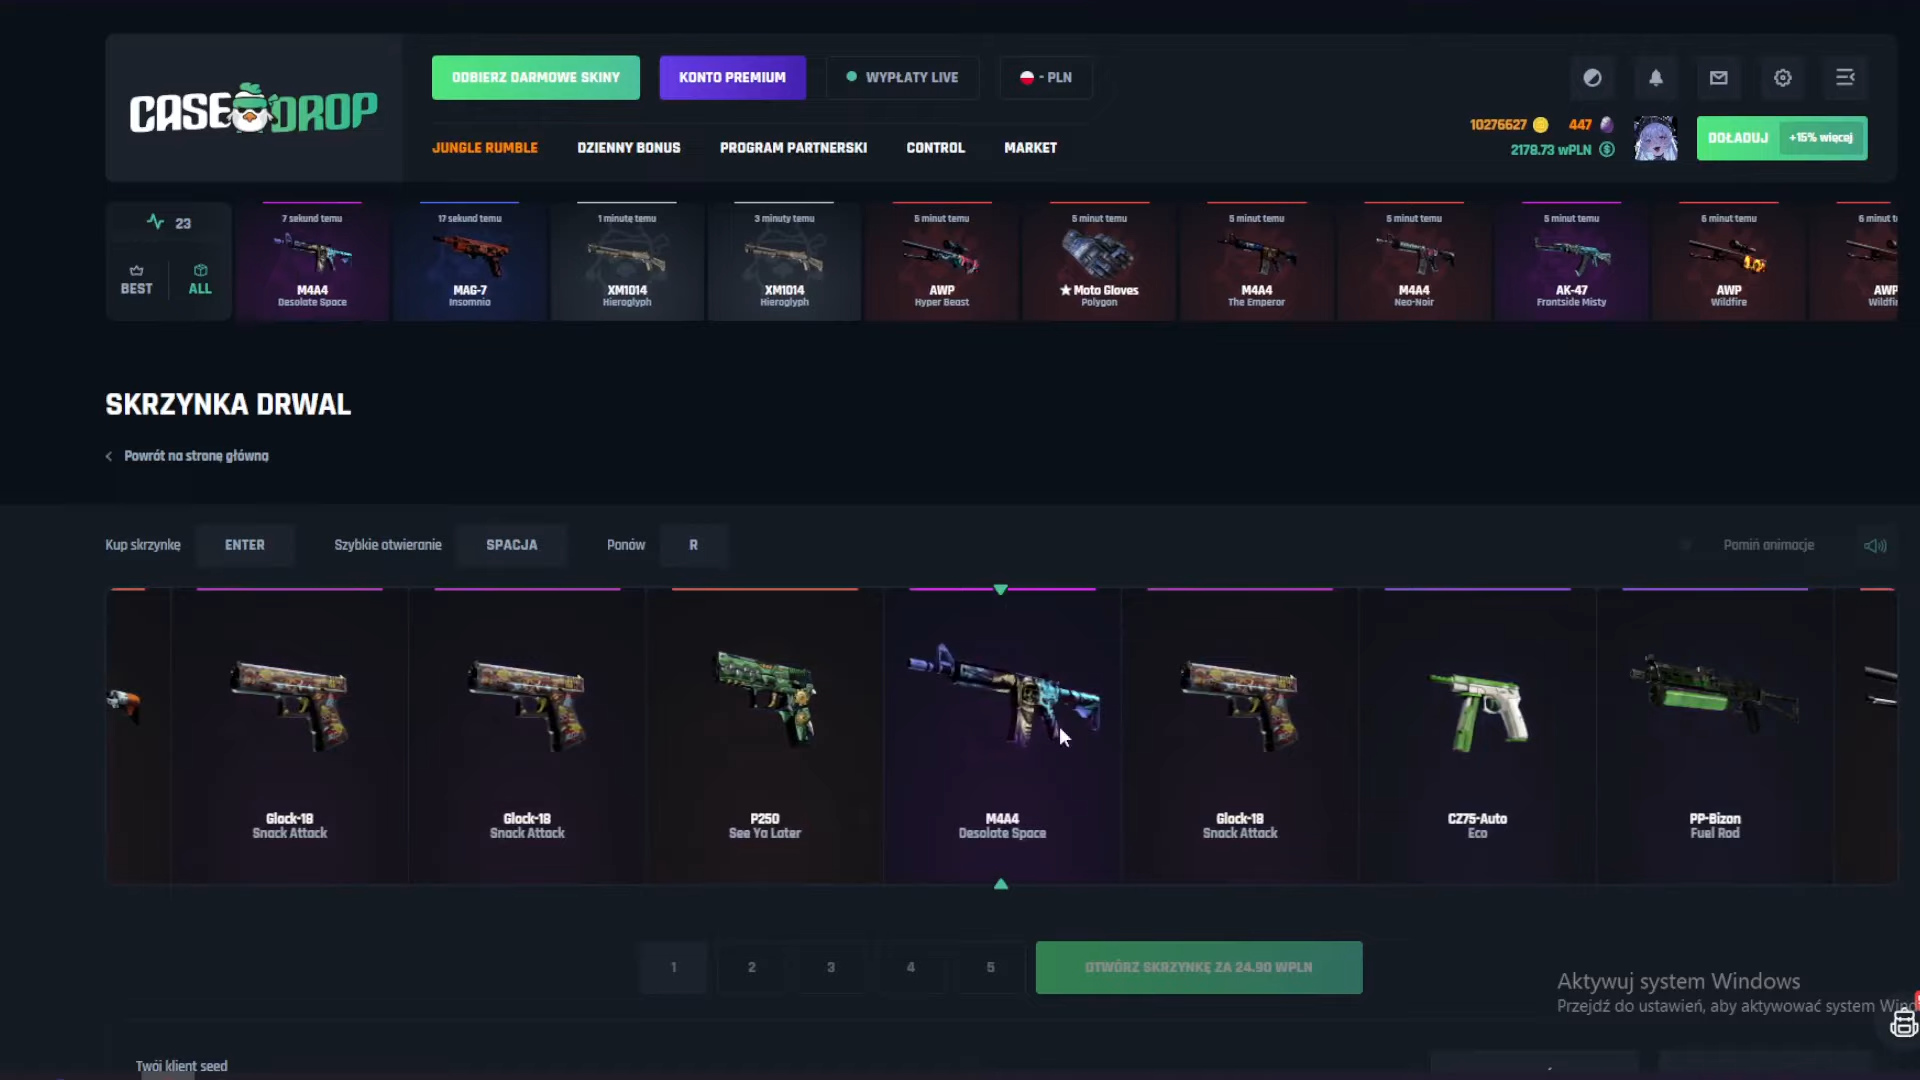 CASE DROP
ODBIERZ DARMOWE SKINY
KONTO PREMIUM
WYPŁATY LIVE
- PLN
JUNGLE RUMBLE
DZIENNY BONUS
PROGRAM PARTNERSKI
CONTROL
MARKET
10276627
447
2178.73 wPLN
DOŁADUJ
+15% więcej
23
BEST
ALL
7 sekund temu
M4A4
Desolate Space
17 sekund temu
MAG-7
Insomnia
1 minutę temu
XM1014
Hieroglyph
3 minuty temu
XM1014
Hieroglyph
5 minut temu
AWP
Hyper Beast
5 minut temu
★ Moto Gloves
Polygon
5 minut temu
M4A4
The Emperor
5 minut temu
M4A4
Neo-Noir
5 minut temu
AK-47
Frontside Misty
6 minut temu
AWP
Wildfire
6 minut t
AWP
Wildfi
SKRZYNKA DRWAL
Powrót na stronę główną
Kup skrzynkę
ENTER
Szybkie otwieranie
SPACJA
Ponów
R
Pomiń animacje
Glock-18
Snack Attack
Glock-18
Snack Attack
P250
See Ya Later
M4A4
Desolate Space
Glock-18
Snack Attack
CZ75-Auto
Eco
PP-Bizon
Fuel Rod
1
2
3
4
5
OTWÓRZ SKRZYNKĘ ZA 24.90 WPLN
Aktywuj system Windows
Przejdź do ustawień, aby aktywować system Wind
Twój klient seed